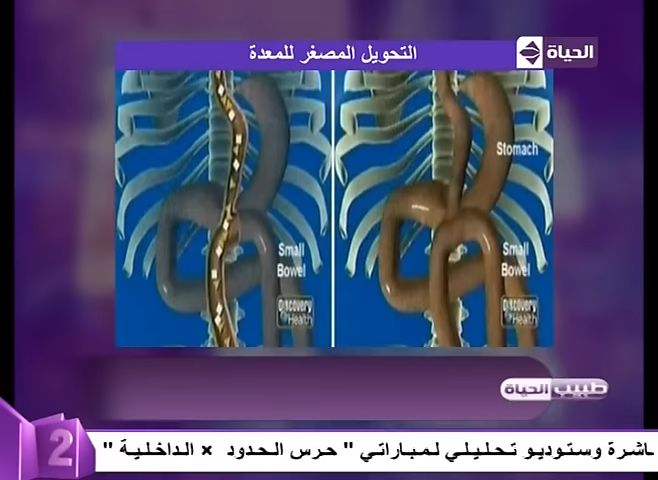 التحويل المصغر للمعدة
الحياة
Stomach
Small
Bowel
Discovery
Health
Small
Bowel
Discovery
Health
طبيب الحياة
2
وستوديو تحليلي لمباراتي " حرس الحدود × الداخلية "